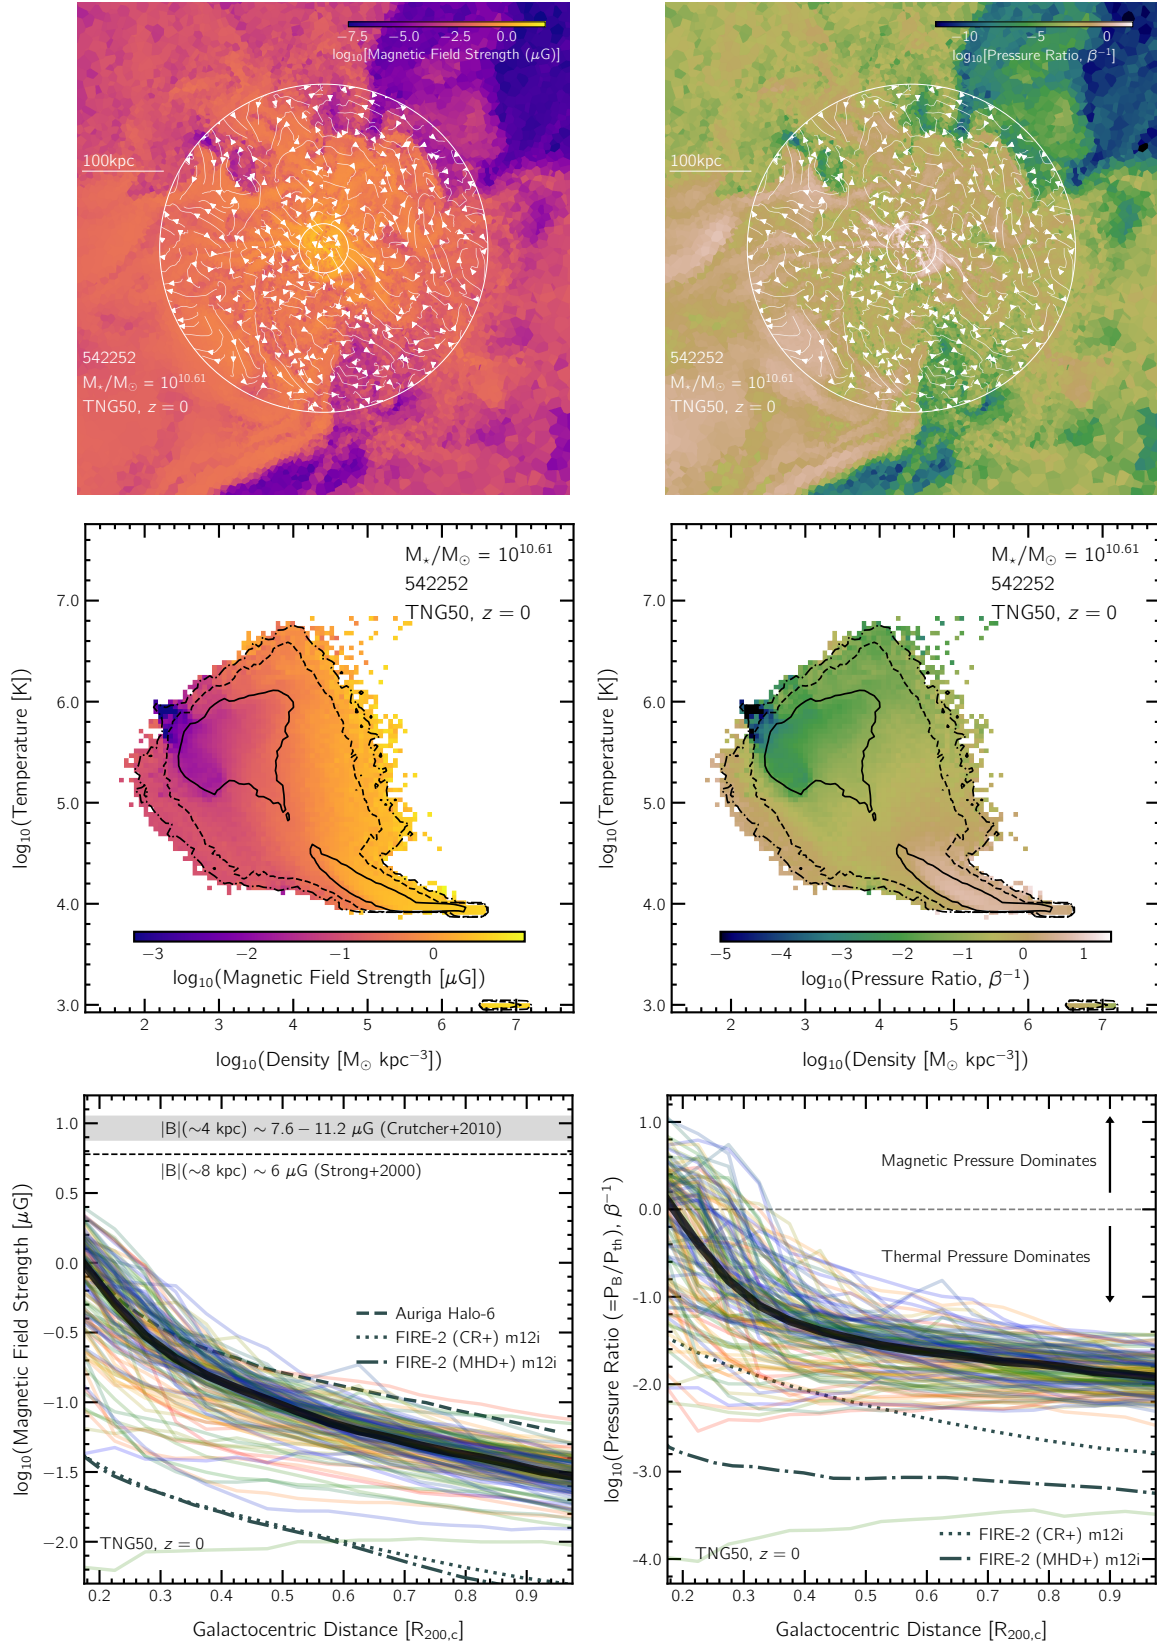 −7.5 −5.0 −2.5 0.0
log₁₀[Magnetic Field Strength (μG)]
100kpc
542252
M⋆/M⊙ = 10^10.61
TNG50, z = 0
−10 −5 0
log₁₀[Pressure Ratio, β⁻¹]
100kpc
542252
M⋆/M⊙ = 10^10.61
TNG50, z = 0
M⋆/M⊙ = 10^10.61
542252
TNG50, z = 0
7.0
6.0
5.0
4.0
3.0
log₁₀(Temperature [K])
−3 −2 −1 0
log₁₀(Magnetic Field Strength [μG])
2 3 4 5 6 7
log₁₀(Density [M⊙ kpc⁻³])
M⋆/M⊙ = 10^10.61
542252
TNG50, z = 0
7.0
6.0
5.0
4.0
3.0
log₁₀(Temperature [K])
−5 −4 −3 −2 −1 0 1
log₁₀(Pressure Ratio, β⁻¹)
2 3 4 5 6 7
log₁₀(Density [M⊙ kpc⁻³])
1.0
0.5
0.0
−0.5
−1.0
−1.5
−2.0
log₁₀(Magnetic Field Strength [μG])
|B|(∼4 kpc) ∼ 7.6 − 11.2 μG (Crutcher+2010)
|B|(∼8 kpc) ∼ 6 μG (Strong+2000)
Auriga Halo-6
FIRE-2 (CR+) m12i
FIRE-2 (MHD+) m12i
TNG50, z = 0
0.2 0.3 0.4 0.5 0.6 0.7 0.8 0.9
Galactocentric Distance [R₂₀₀,c]
1.0
0.0
-1.0
-2.0
-3.0
-4.0
log₁₀(Pressure Ratio (=P_B/P_th), β⁻¹)
Magnetic Pressure Dominates
Thermal Pressure Dominates
FIRE-2 (CR+) m12i
FIRE-2 (MHD+) m12i
TNG50, z = 0
0.2 0.3 0.4 0.5 0.6 0.7 0.8 0.9
Galactocentric Distance [R₂₀₀,c]